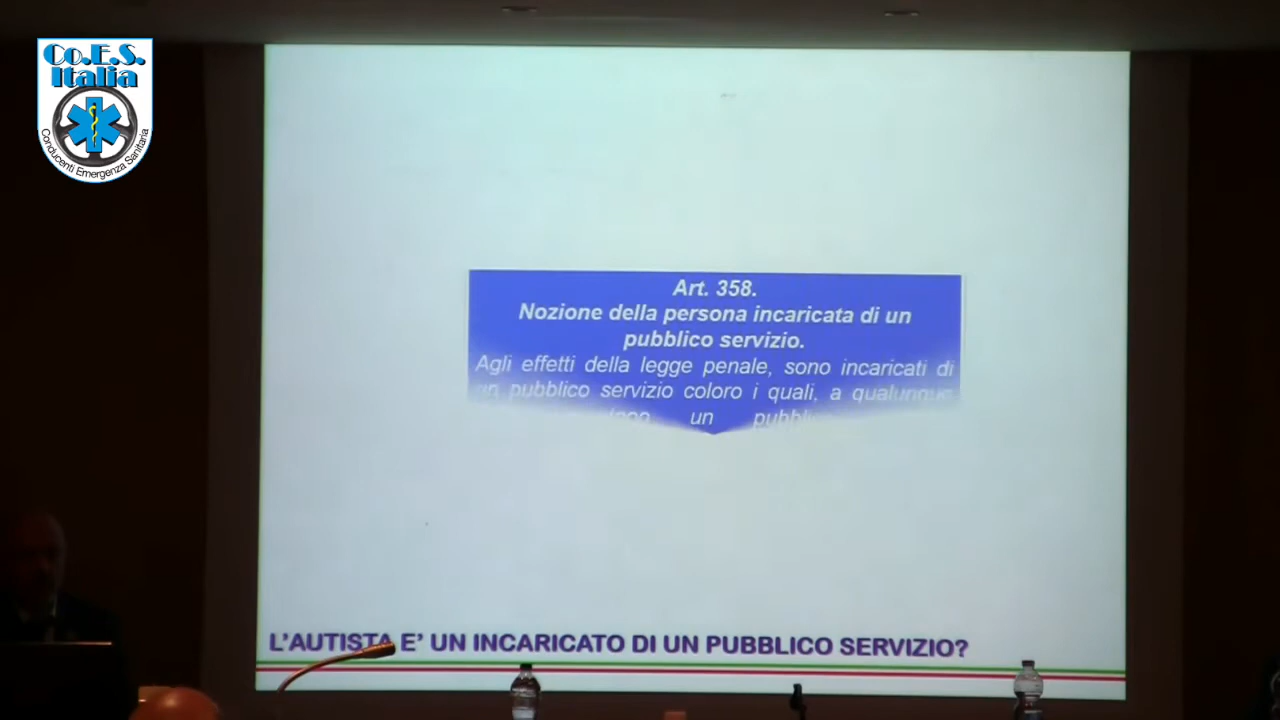 Co.E.S.
Italia
Conducenti Emergenza Sanitaria
Art. 358.
Nozione della persona incaricata di un
pubblico servizio.
Agli effetti della legge penale, sono incaricati di
un pubblico servizio coloro i quali, a qualunque
un
L'AUTISTA E' UN INCARICATO DI UN PUBBLICO SERVIZIO?